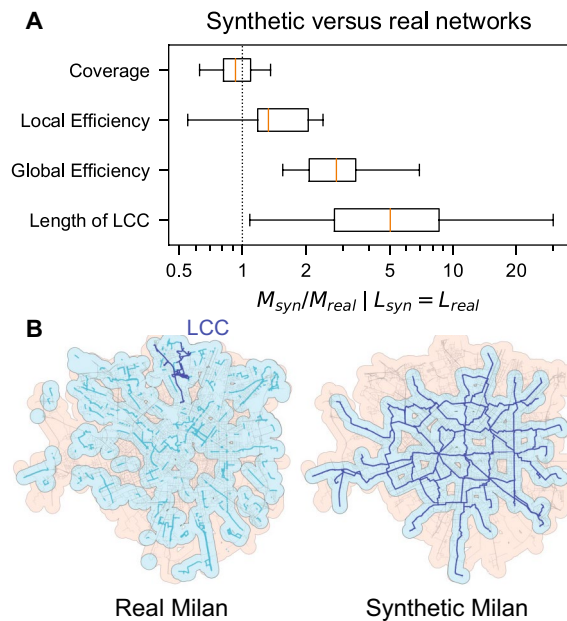 A
Synthetic versus real networks
Coverage
Local Efficiency
Global Efficiency
Length of LCC
0.5 1 2 5 10 20
M_syn/M_real | L_syn = L_real
B
LCC
Real Milan
Synthetic Milan